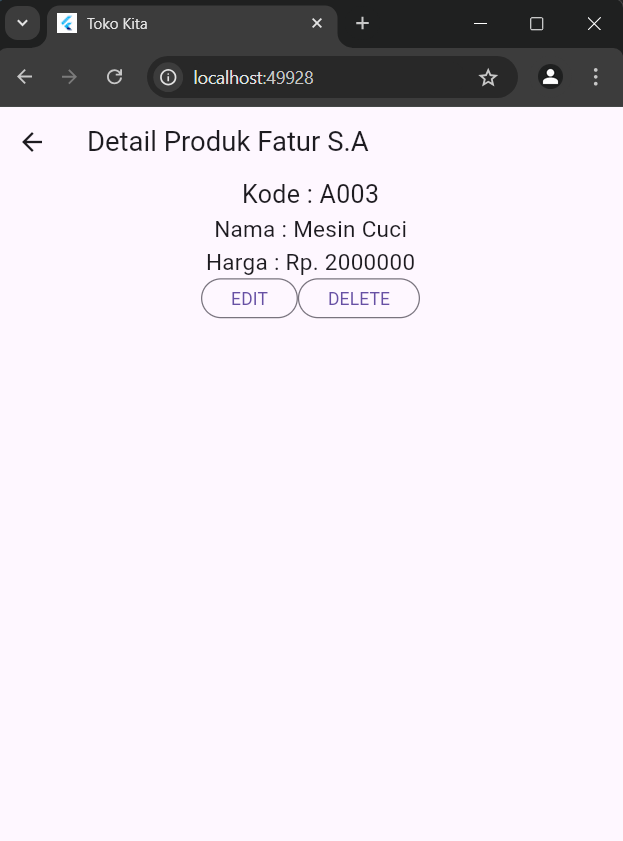 Toko Kita
localhost:49928
Detail Produk Fatur S.A
Kode : A003
Nama : Mesin Cuci
Harga : Rp. 2000000
EDIT DELETE